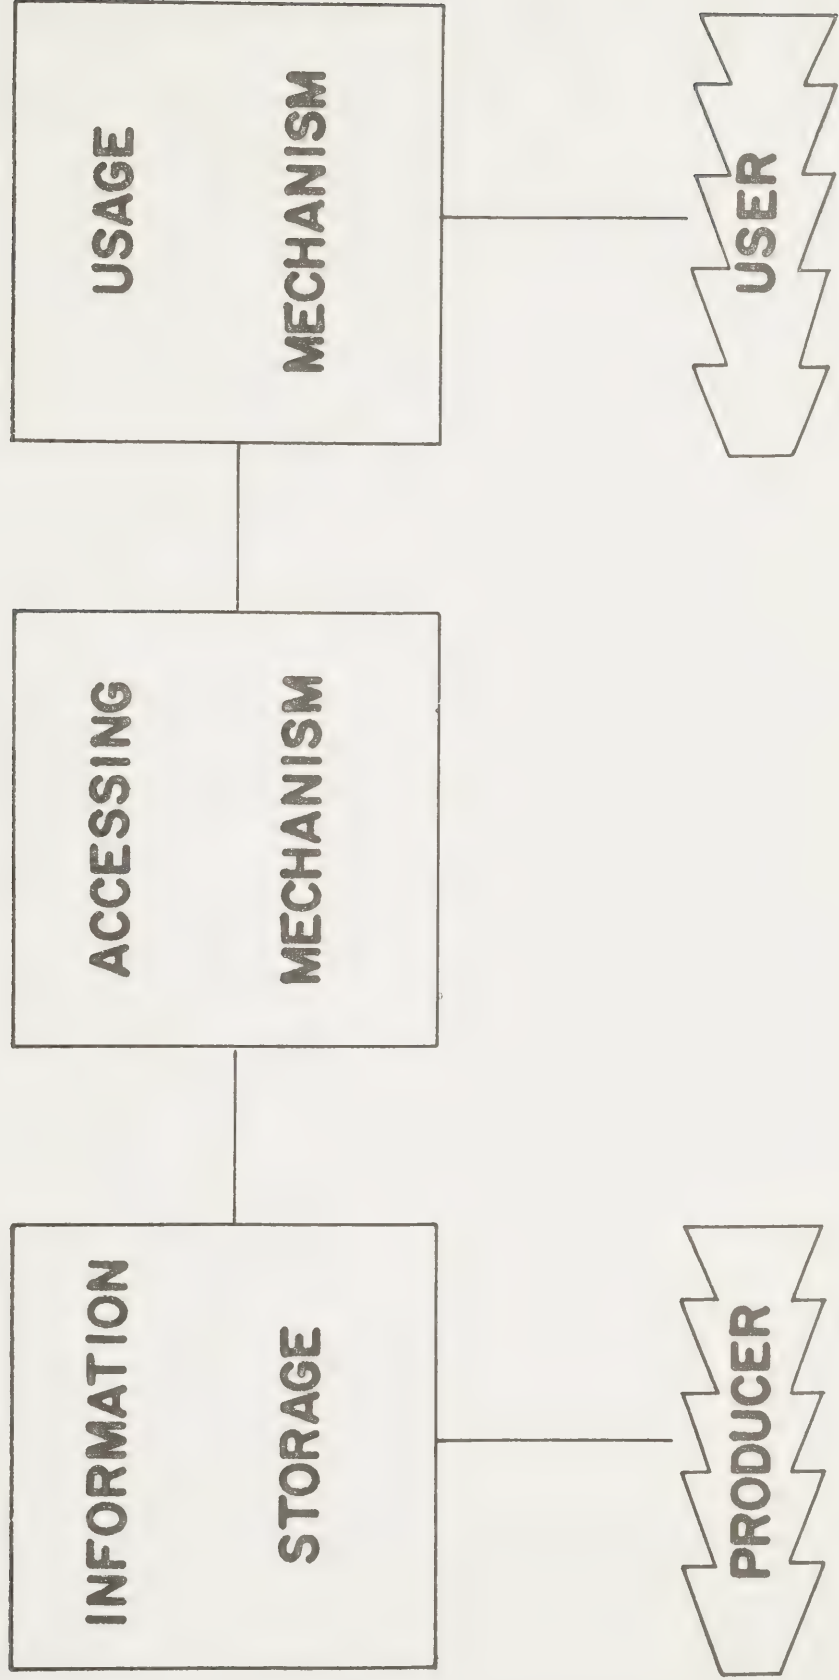 INFORMATION
STORAGE
ACCESSING
MECHANISM
USAGE
MECHANISM
PRODUCER
USER